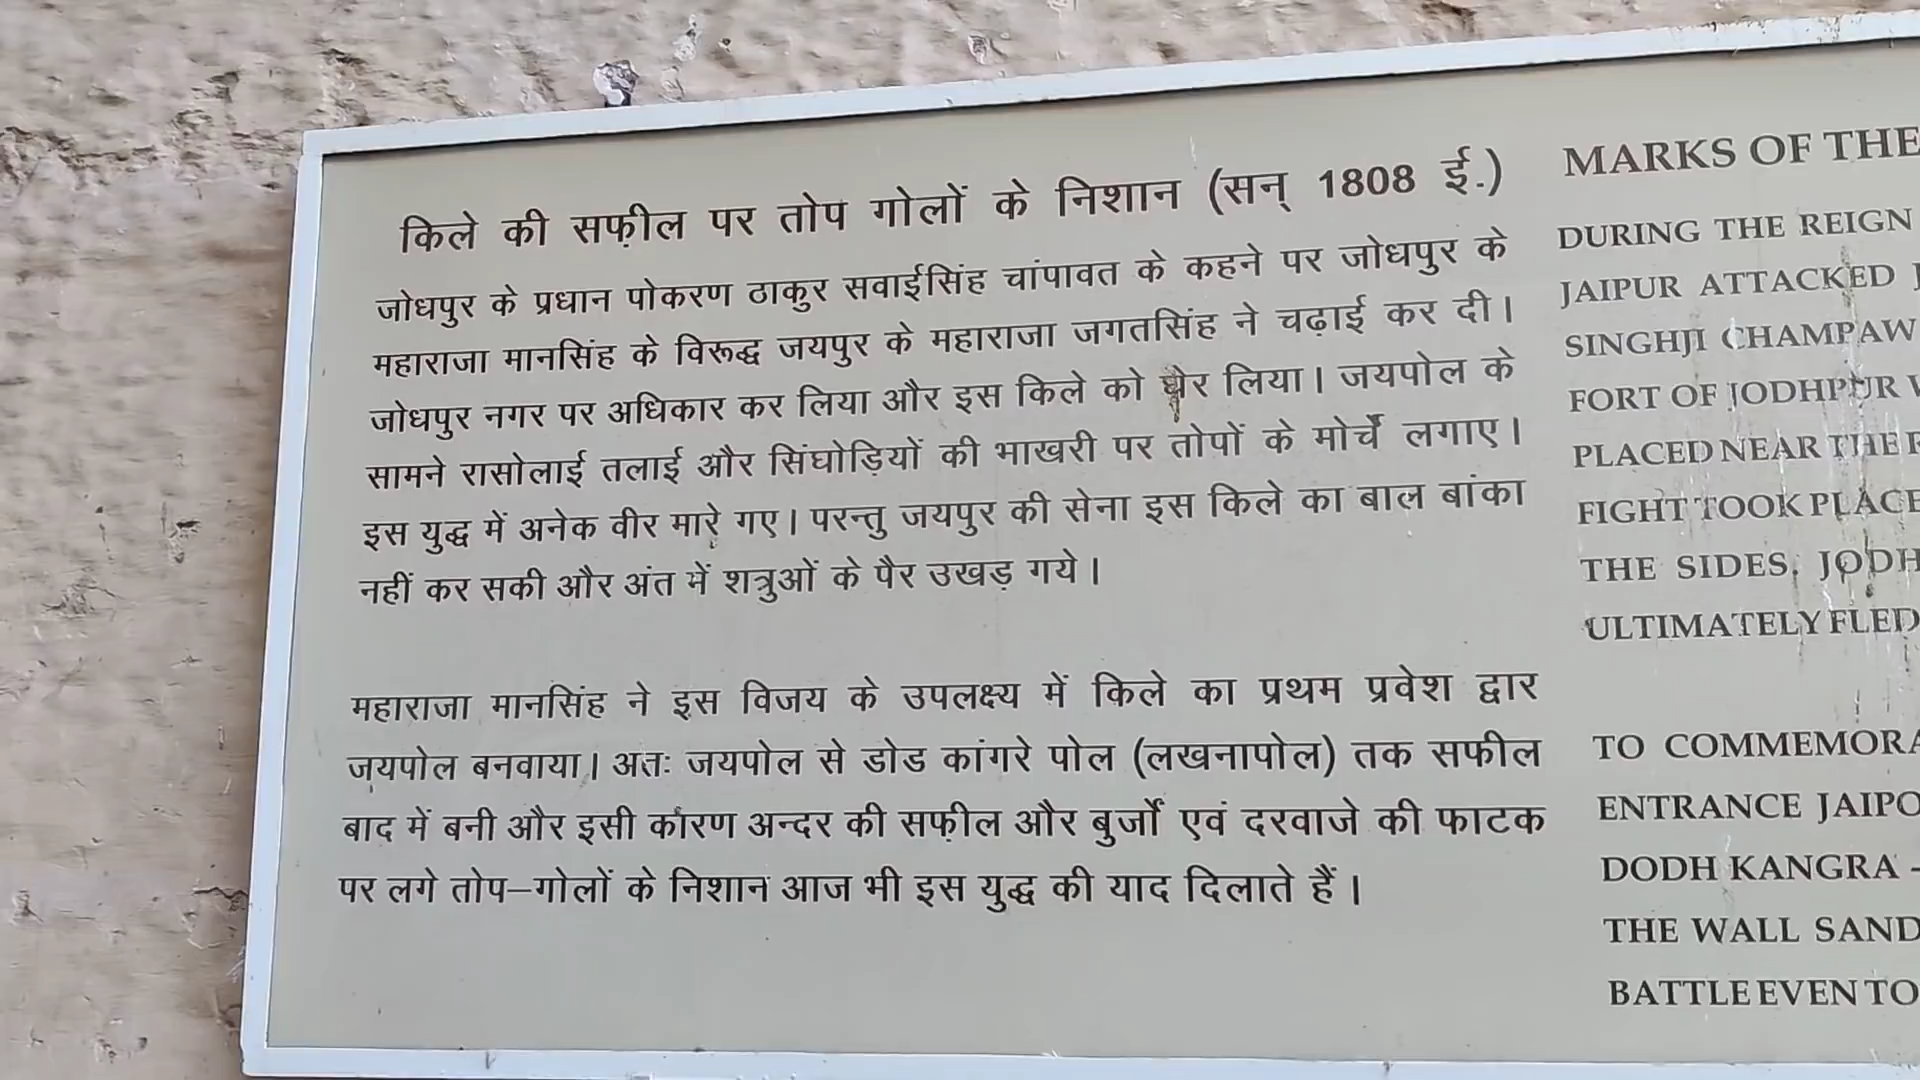 किले की सफ़ील पर तोप गोलों के निशान (सन् 1808 ई.)
जोधपुर के प्रधान पोकरण ठाकुर सवाईसिंह चांपावत के कहने पर जोधपुर के
महाराजा मानसिंह के विरूद्ध जयपुर के महाराजा जगतसिंह ने चढ़ाई कर दी।
जोधपुर नगर पर अधिकार कर लिया और इस किले को घेर लिया। जयपोल के
सामने रासोलाई तलाई और सिंघोड़ियों की भाखरी पर तोपों के मोर्चे लगाए।
इस युद्ध में अनेक वीर मारे गए। परन्तु जयपुर की सेना इस किले का बाल बांका
नहीं कर सकी और अंत में शत्रुओं के पैर उखड़ गये।
महाराजा मानसिंह ने इस विजय के उपलक्ष्य में किले का प्रथम प्रवेश द्वार
जयपोल बनवाया। अतः जयपोल से डोड कांगरे पोल (लखनापोल) तक सफील
बाद में बनी और इसी कारण अन्दर की सफ़ील और बुर्जो एवं दरवाजे की फाटक
पर लगे तोप–गोलों के निशान आज भी इस युद्ध की याद दिलाते हैं।
MARKS OF THE
DURING THE REIGN
JAIPUR ATTACKED
SINGHJI CHAMPAW
FORT OF JODHPUR
PLACED NEAR THE
FIGHT TOOK PLACE
THE SIDES, JODH
ULTIMATELY FLED
TO COMMEMORA
ENTRANCE JAIPO
DODH KANGRA -
THE WALL SAND
BATTLE EVEN TO